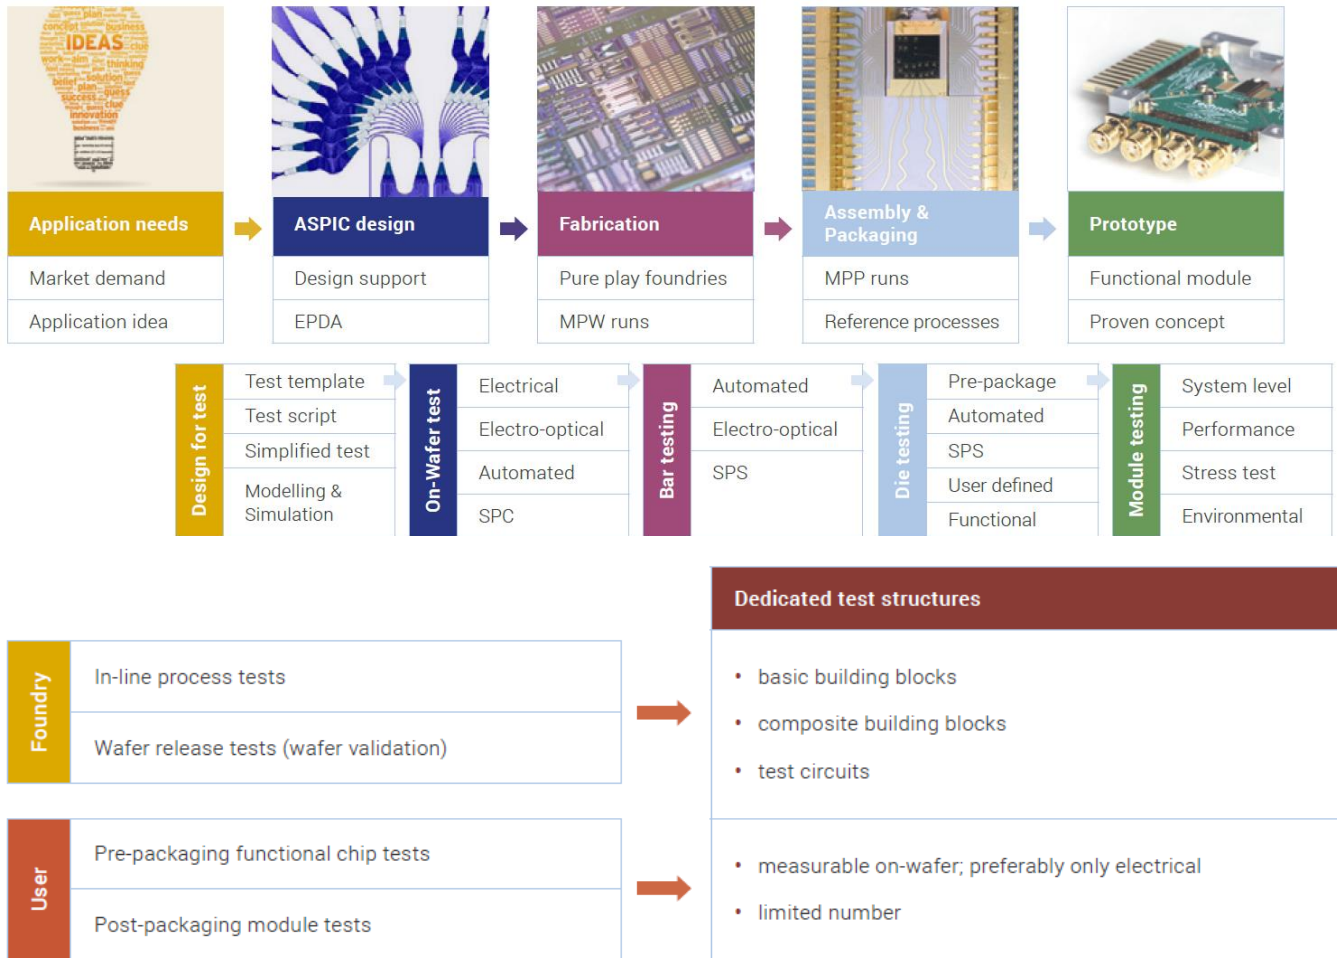 IDEAS
Application needs
Market demand
Application idea
ASPIC design
Design support
EPDA
Fabrication
Pure play foundries
MPW runs
Assembly &
Packaging
MPP runs
Reference processes
Prototype
Functional module
Proven concept
Design for test
Test template
Test script
Simplified test
Modelling &
Simulation
On-Wafer test
Electrical
Electro-optical
Automated
SPC
Bar testing
Automated
Electro-optical
SPS
Die testing
Pre-package
Automated
SPS
User defined
Functional
Module testing
System level
Performance
Stress test
Environmental
Foundry
In-line process tests
Wafer release tests (wafer validation)
User
Pre-packaging functional chip tests
Post-packaging module tests
Dedicated test structures
• basic building blocks
• composite building blocks
• test circuits
• measurable on-wafer; preferably only electrical
• limited number